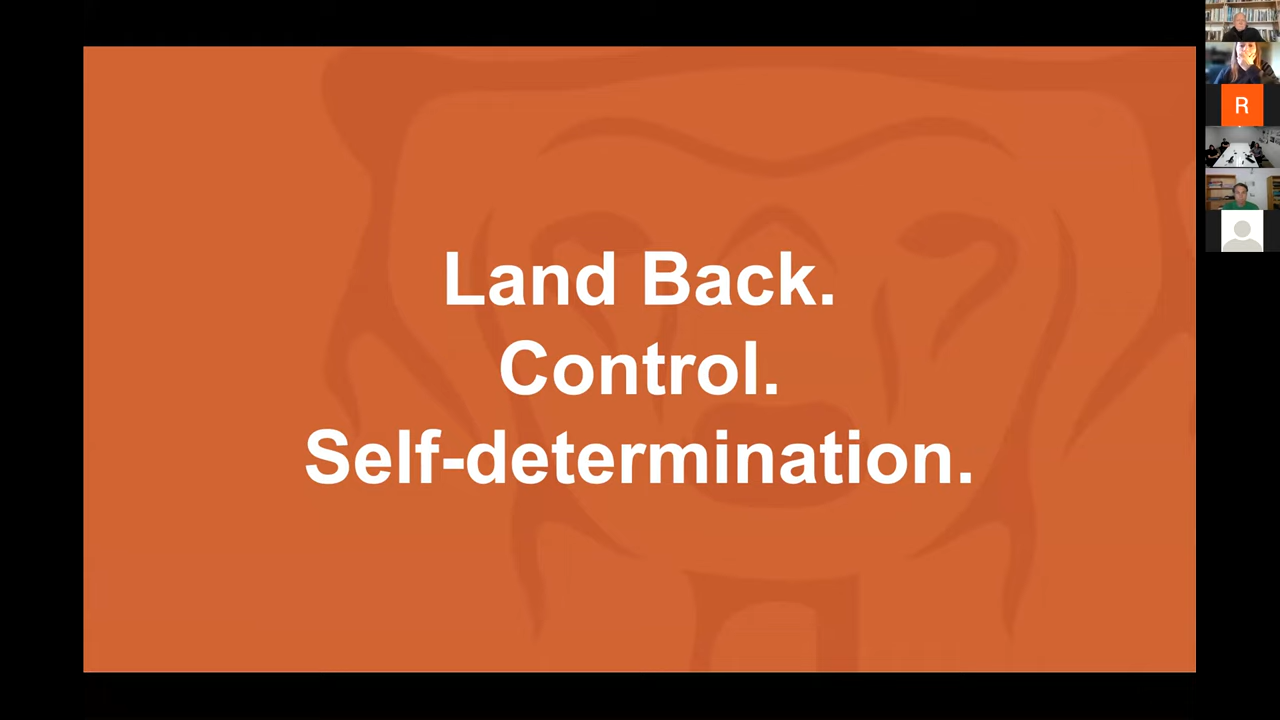 Land Back.
Control.
Self-determination.
R